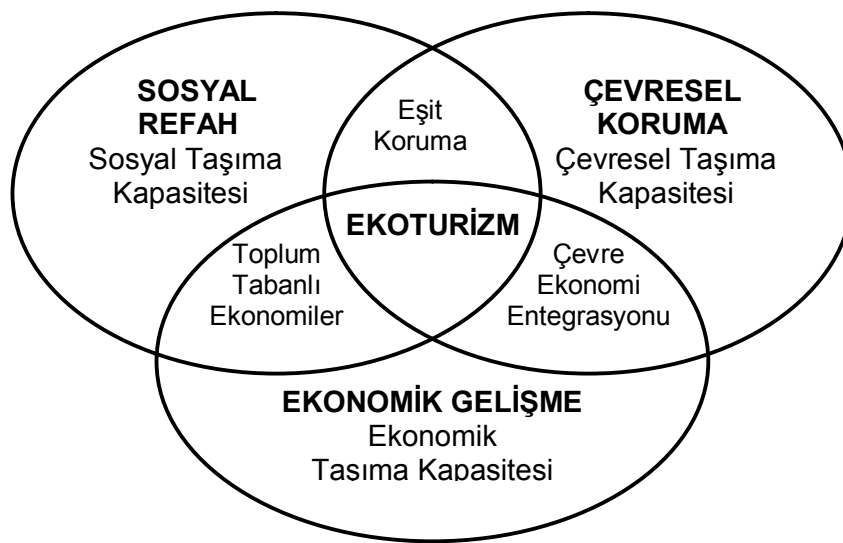 SOSYAL
REFAH
Sosyal Taşıma
Kapasitesi
Eşit
Koruma
ÇEVRESEL
KORUMA
Çevresel Taşıma
Kapasitesi
EKOTURİZM
Toplum
Tabanlı
Ekonomiler
Çevre
Ekonomi
Entegrasyonu
EKONOMİK GELİŞME
Ekonomik
Taşıma Kapasitesi